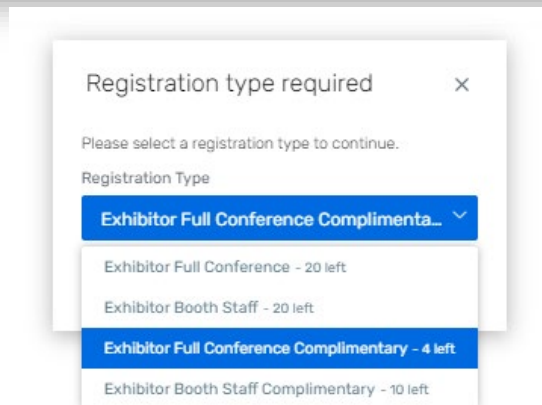 Registration type required
Please select a registration type to continue.
Registration Type
Exhibitor Full Conference Complimenta...
Exhibitor Full Conference - 20 left
Exhibitor Booth Staff - 20 left
Exhibitor Full Conference Complimentary - 4 left
Exhibitor Booth Staff Complimentary - 10 left